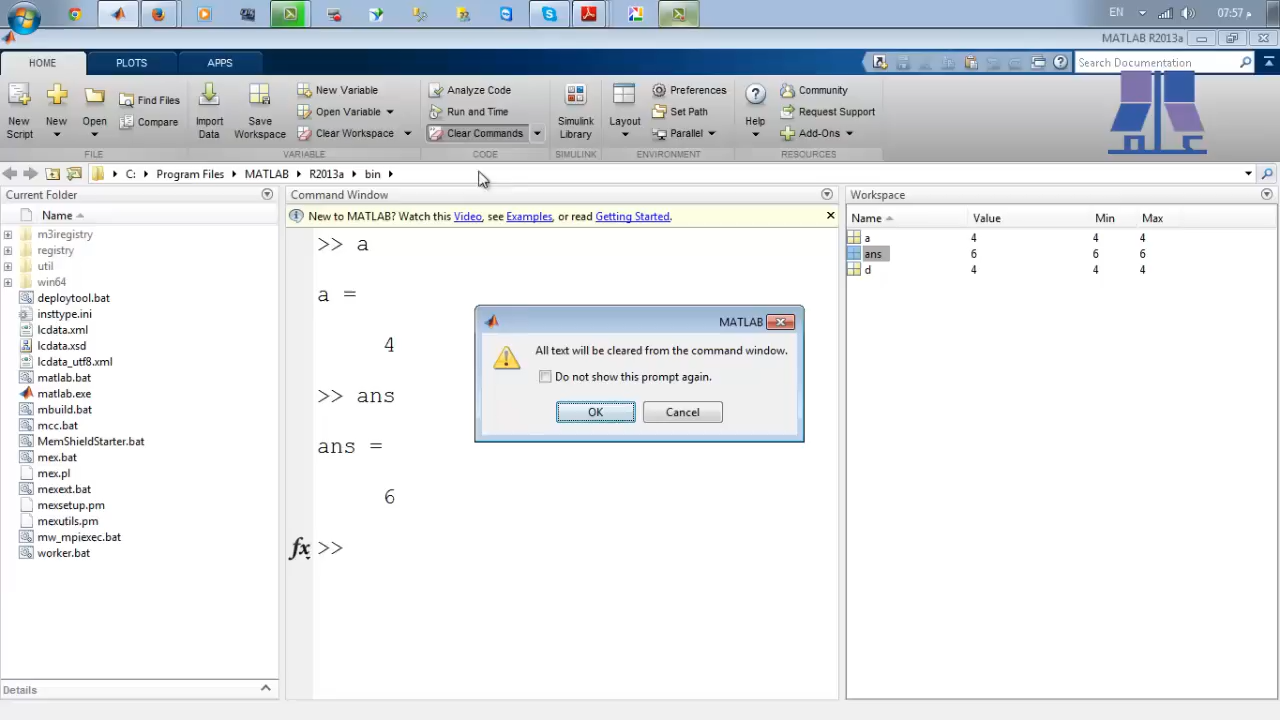 EN
07:57 م
MATLAB R2013a
HOME
PLOTS
APPS
Search Documentation
New Script
New
Open
Find Files
Compare
Import Data
Save Workspace
New Variable
Open Variable
Clear Workspace
Analyze Code
Run and Time
Clear Commands
Simulink Library
Layout
Preferences
Set Path
Parallel
Help
Community
Request Support
Add-Ons
FILE
VARIABLE
CODE
SIMULINK
ENVIRONMENT
RESOURCES
C: Program Files MATLAB R2013a bin
Current Folder
Name
m3iregistry
registry
util
win64
deploytool.bat
insttype.ini
lcdata.xml
lcdata.xsd
lcdata_utf8.xml
matlab.bat
matlab.exe
mbuild.bat
mcc.bat
MemShieldStarter.bat
mex.bat
mex.pl
mexext.bat
mexsetup.pm
mexutils.pm
mw_mpiexec.bat
worker.bat
Details
Command Window
New to MATLAB? Watch this Video, see Examples, or read Getting Started.
>> a
a =
4
>> ans
ans =
6
fx >>
MATLAB
All text will be cleared from the command window.
Do not show this prompt again.
OK
Cancel
Workspace
Name Value Min Max
a 4 4 4
ans 6 6 6
d 4 4 4